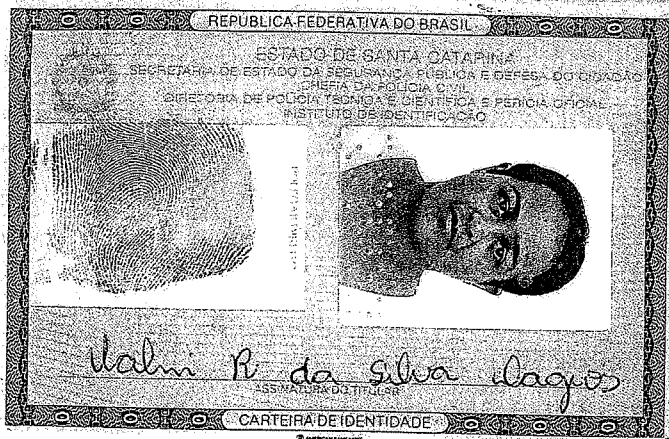 REPÚBLICA FEDERATIVA DO BRASIL
ESTADO DE SANTA CATARINA
SECRETARIA DE ESTADO DA SEGURANÇA PÚBLICA E DEFESA DO CIDADÃO
CHEFIA DA POLÍCIA CIVIL
DIRETORIA DE POLÍCIA TÉCNICA E CIENTÍFICA E PERÍCIA OFICIAL
INSTITUTO DE IDENTIFICAÇÃO
Valmi R da Silva
ASSINATURA DO TITULAR
CARTEIRA DE IDENTIDADE